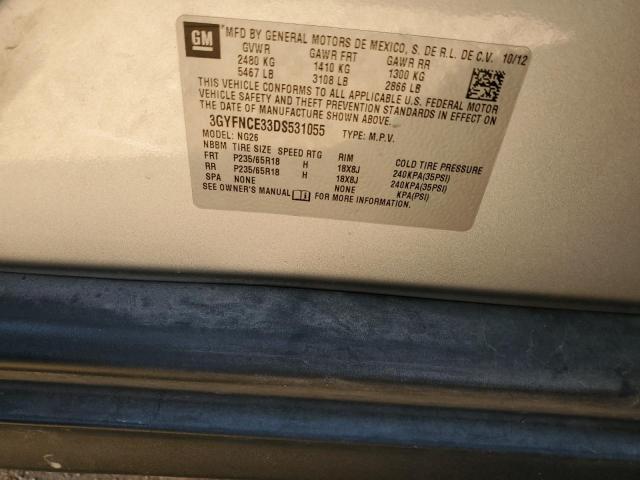 GM
MFD BY GENERAL MOTORS DE MEXICO, S. DE R.L. DE C.V. 10/12
GVWR GAWR FRT GAWR RR
2480 KG 1410 KG 1300 KG
5467 LB 3108 LB 2866 LB
THIS VEHICLE CONFORMS TO ALL APPLICABLE U.S. FEDERAL MOTOR
VEHICLE SAFETY AND THEFT PREVENTION STANDARDS IN EFFECT ON
THE DATE OF MANUFACTURE SHOWN ABOVE.
3GYFNCE33DS531055 TYPE: M.P.V.
MODEL: NG26
NBBM TIRE SIZE SPEED RTG RIM COLD TIRE PRESSURE
FRT P235/65R18 H 18X8J 240KPA(35PSI)
RR P235/65R18 H 18X8J 240KPA(35PSI)
SPA NONE NONE KPA(PSI)
SEE OWNER'S MANUAL FOR MORE INFORMATION.